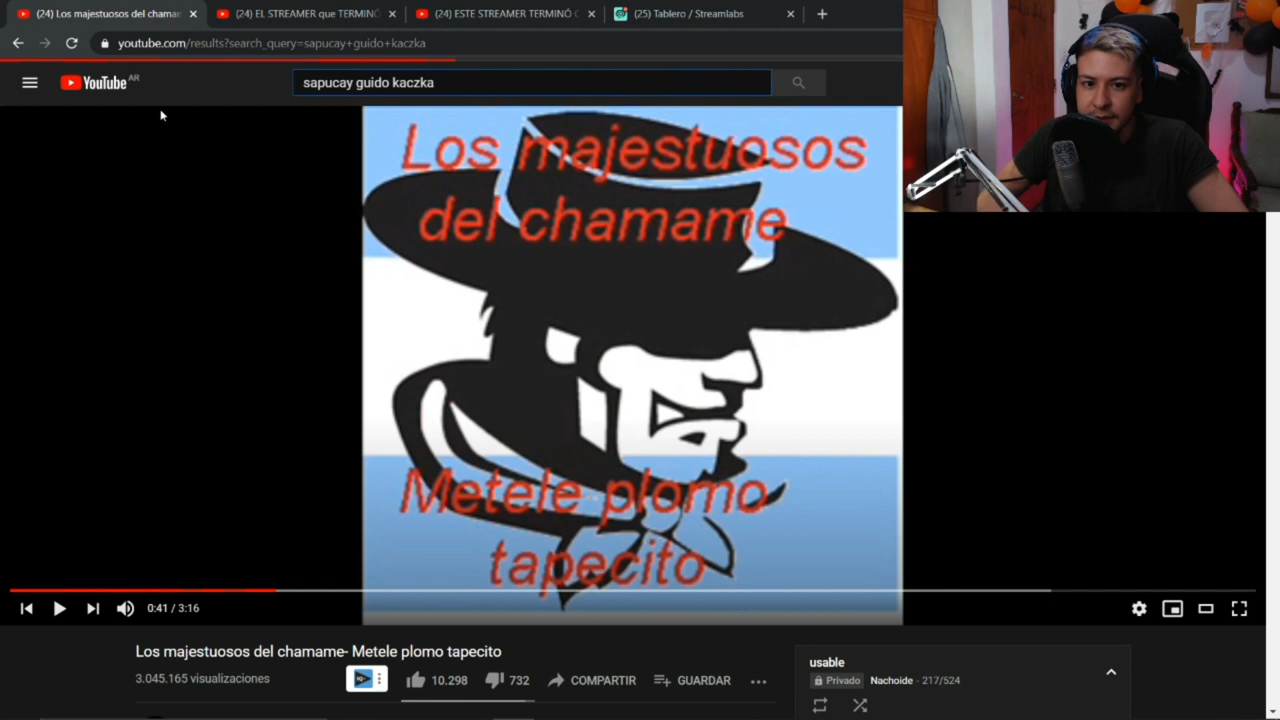 (24) Los majestuosos del chamam
(24) EL STREAMER que TERMINÓ
(24) ESTE STREAMER TERMINÓ
(25) Tablero / Streamlabs
youtube.com/results?search_query=sapucay+guido+kaczka
YouTube AR
sapucay guido kaczka
Los majestuosos
del chamame
Metele plomo
tapecito
0:41 / 3:16
Los majestuosos del chamame- Metele plomo tapecito
3.045.165 visualizaciones
10.298
732
COMPARTIR
GUARDAR
usable
Privado
Nachoide - 217/524